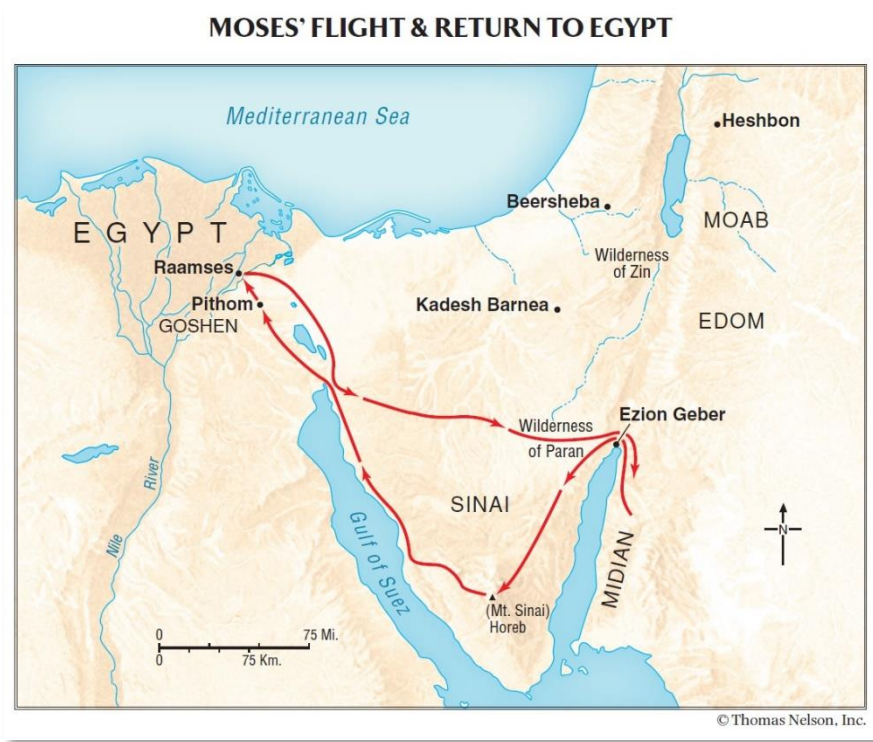 MOSES' FLIGHT & RETURN TO EGYPT
Mediterranean Sea
Heshbon
Beersheba
MOAB
E G Y P T
Wilderness
of Zin
Raamses
Pithom
GOSHEN
Kadesh Barnea
EDOM
Ezion Geber
Wilderness
of Paran
River
Nile
SINAI
Gulf of Suez
N
MIDIAN
(Mt. Sinai)
Horeb
0 75 Mi.
0 75 Km.
© Thomas Nelson, Inc.